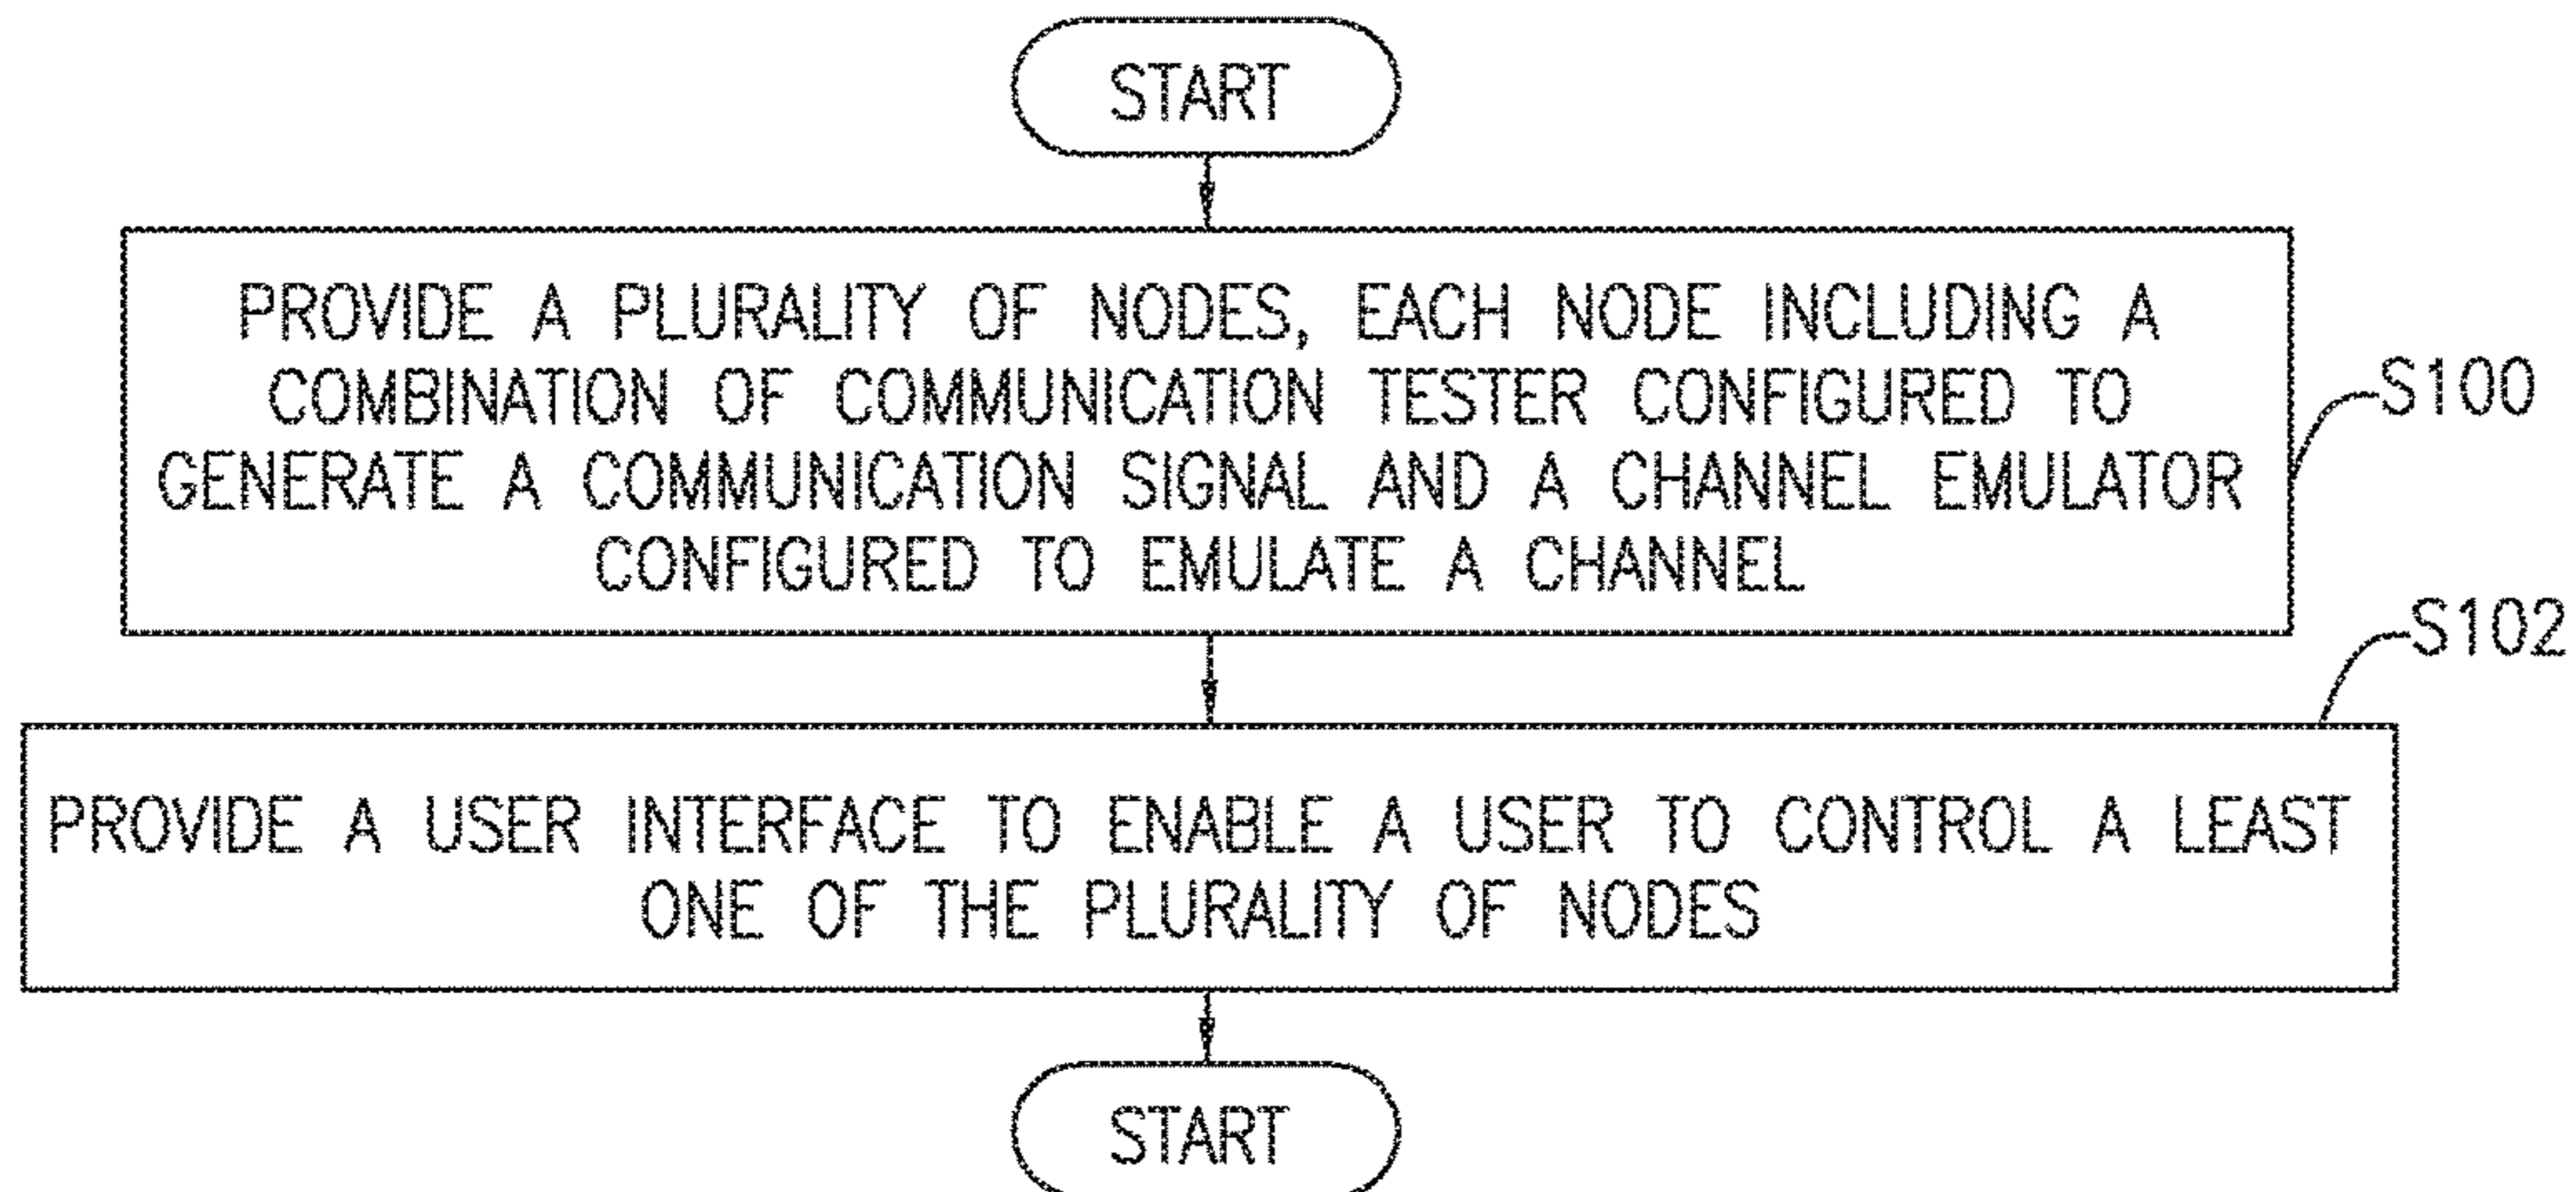 START
PROVIDE A PLURALITY OF NODES, EACH NODE INCLUDING A
COMBINATION OF COMMUNICATION TESTER CONFIGURED TO
GENERATE A COMMUNICATION SIGNAL AND A CHANNEL EMULATOR
CONFIGURED TO EMULATE A CHANNEL
S100
S102
PROVIDE A USER INTERFACE TO ENABLE A USER TO CONTROL A LEAST
ONE OF THE PLURALITY OF NODES
START